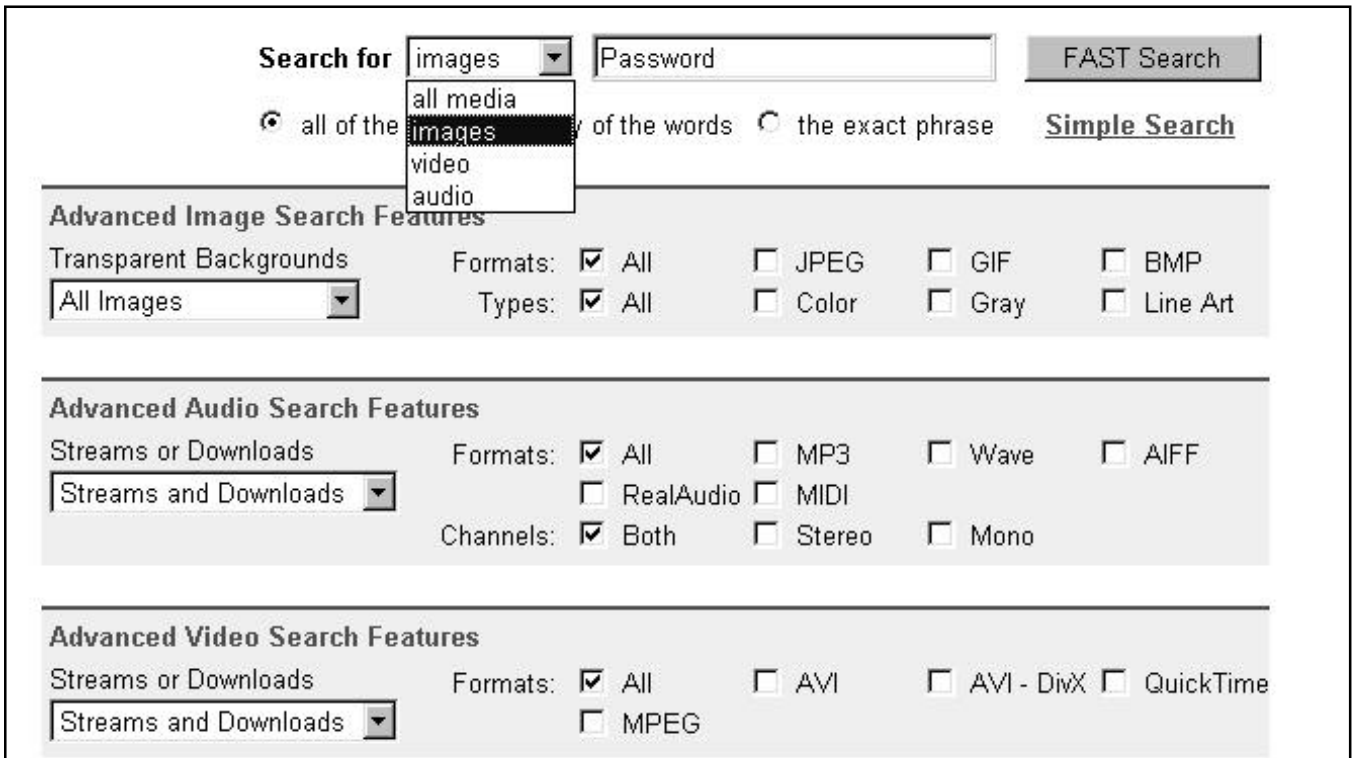 Search for images Password FAST Search
all media
all of the images of the words the exact phrase Simple Search
video
audio
Advanced Image Search Features
Transparent Backgrounds Formats: All JPEG GIF BMP
All Images Types: All Color Gray Line Art
Advanced Audio Search Features
Streams or Downloads Formats: All MP3 Wave AIFF
Streams and Downloads RealAudio MIDI
Channels: Both Stereo Mono
Advanced Video Search Features
Streams or Downloads Formats: All AVI AVI - DivX QuickTime
Streams and Downloads MPEG